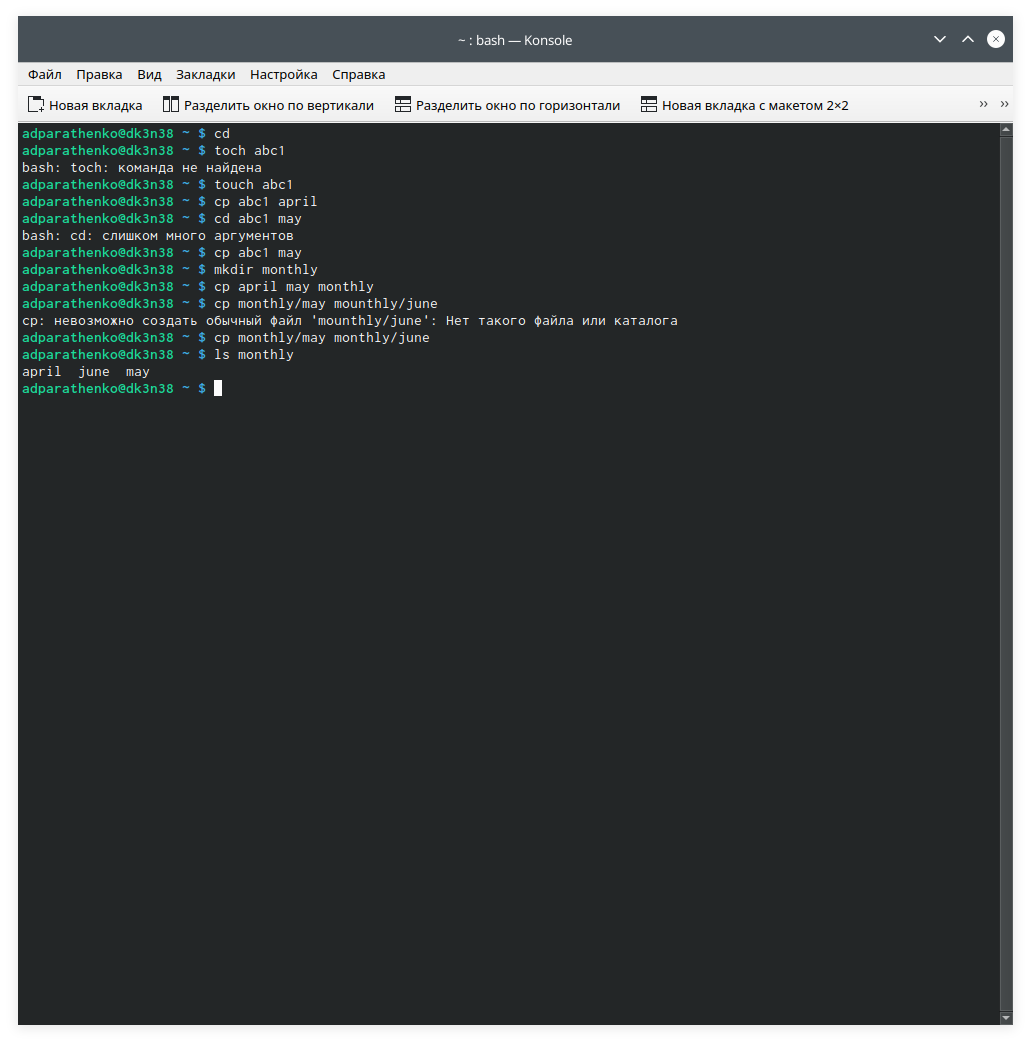 ~ : bash — Konsole
Файл Правка Вид Закладки Настройка Справка
Новая вкладка Разделить окно по вертикали Разделить окно по горизонтали Новая вкладка с макетом 2×2
adparathenko@dk3n38 ~ $ cd
adparathenko@dk3n38 ~ $ toch abc1
bash: toch: команда не найдена
adparathenko@dk3n38 ~ $ touch abc1
adparathenko@dk3n38 ~ $ cp abc1 april
adparathenko@dk3n38 ~ $ cd abc1 may
bash: cd: слишком много аргументов
adparathenko@dk3n38 ~ $ cp abc1 may
adparathenko@dk3n38 ~ $ mkdir monthly
adparathenko@dk3n38 ~ $ cp april may monthly
adparathenko@dk3n38 ~ $ cp monthly/may mounthly/june
cp: невозможно создать обычный файл 'mounthly/june': Нет такого файла или каталога
adparathenko@dk3n38 ~ $ cp monthly/may monthly/june
adparathenko@dk3n38 ~ $ ls monthly
april june may
adparathenko@dk3n38 ~ $